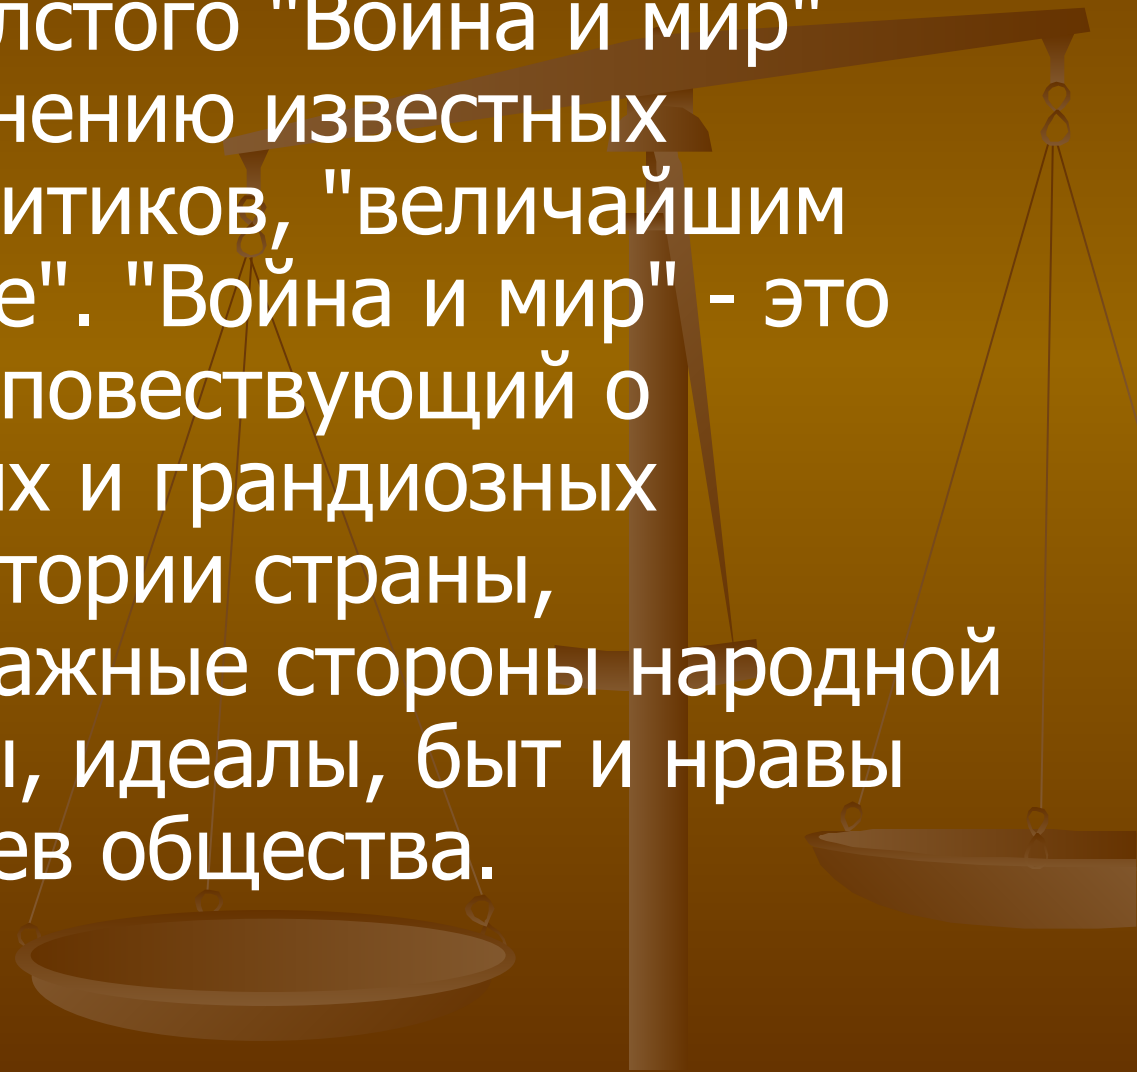 лстого "Война и мир"
нению известных
итиков, "величайшим
е". "Война и мир" - это
повествующий о
ых и грандиозных
тории страны,
ажные стороны народной
ы, идеалы, быт и нравы
ев общества.